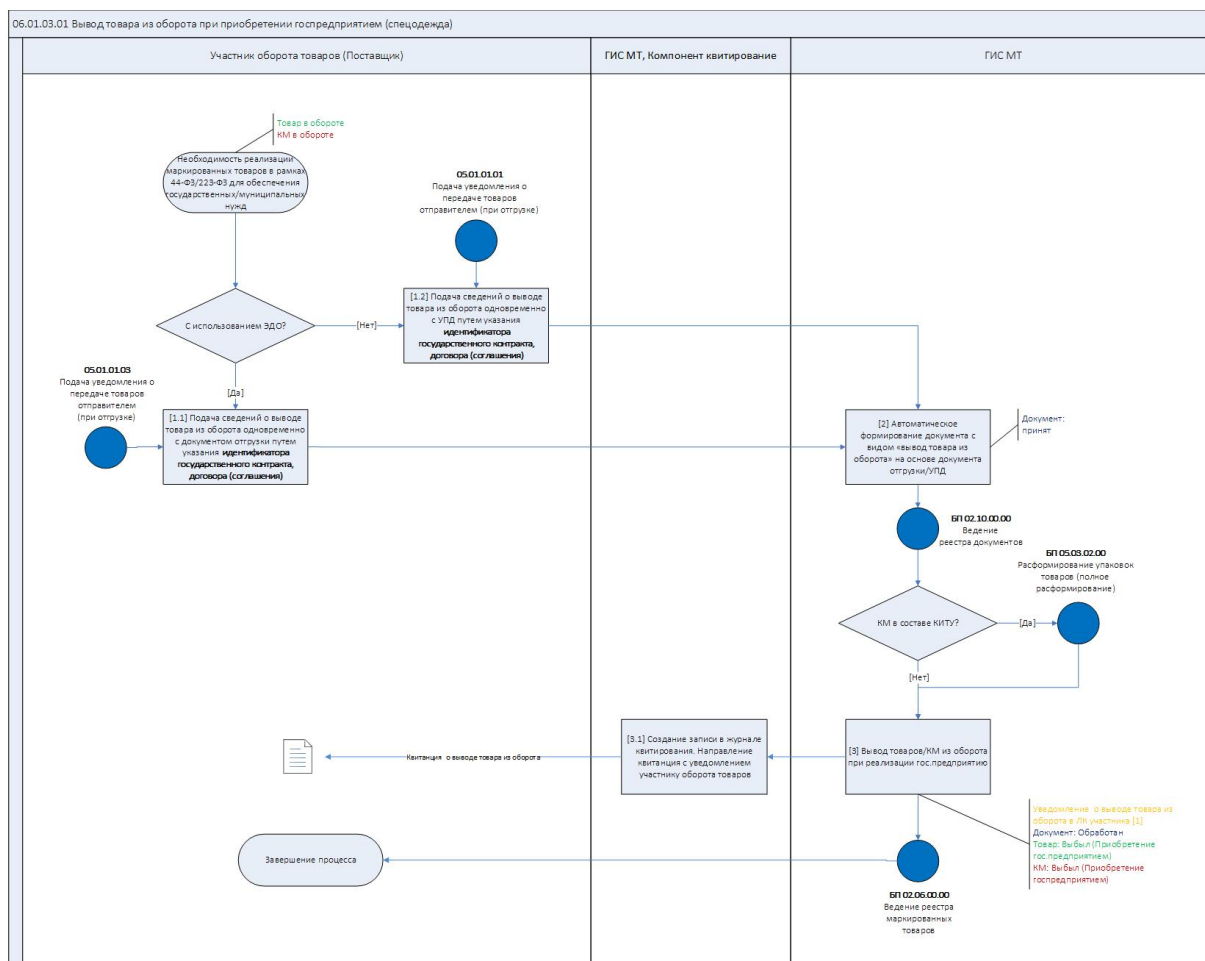 06.01.03.01 Вывод товара из оборота при приобретении госпредприятием (спецодежда)
Участник оборота товаров (Поставщик)
ГИС МТ, Компонент квитирование
ГИС МТ
Товар в обороте
КМ в обороте
Необходимость реализации
маркированных товаров в рамках
44-ФЗ/223-ФЗ для обеспечения
государственных/муниципальных
нужд
05.01.01.01
Подача уведомления о
передаче товаров
отправителем (при отгрузке)
С использованием ЭДО?
[Нет]
[1.2] Подача сведений о выводе
товара из оборота одновременно
с УПД путем указания
идентификатора
государственного контракта,
договора (соглашения)
[Да]
05.01.01.03
Подача уведомления о
передаче товаров
отправителем
(при отгрузке)
[1.1] Подача сведений о выводе
товара из оборота одновременно
с документом отгрузки путем
указания идентификатора
государственного контракта,
договора (соглашения)
[2] Автоматическое
формирование документа с
видом «вывод товара из
оборота» на основе документа
отгрузки/УПД
Документ:
принят
БП 02.10.00.00
Ведение
реестра документов
БП 05.03.02.00
Расформирование упаковок
товаров (полное
расформирование)
КМ в составе КИТУ?
[Да]
[Нет]
[3] Вывод товаров/КМ из оборота
при реализации гос.предприятию
[3.1] Создание записи в журнале
квитирования. Направление
квитанция с уведомлением
участнику оборота товаров
Квитанция о выводе товара из оборота
Уведомление о выводе товара из
оборота в ЛК участника [1]
Документ: Обработан
Товар: Выбыл (Приобретение
гос.предприятием)
КМ: Выбыл (Приобретение
госпредприятием)
Завершение процесса
БП 02.06.00.00
Ведение реестра
маркированных
товаров